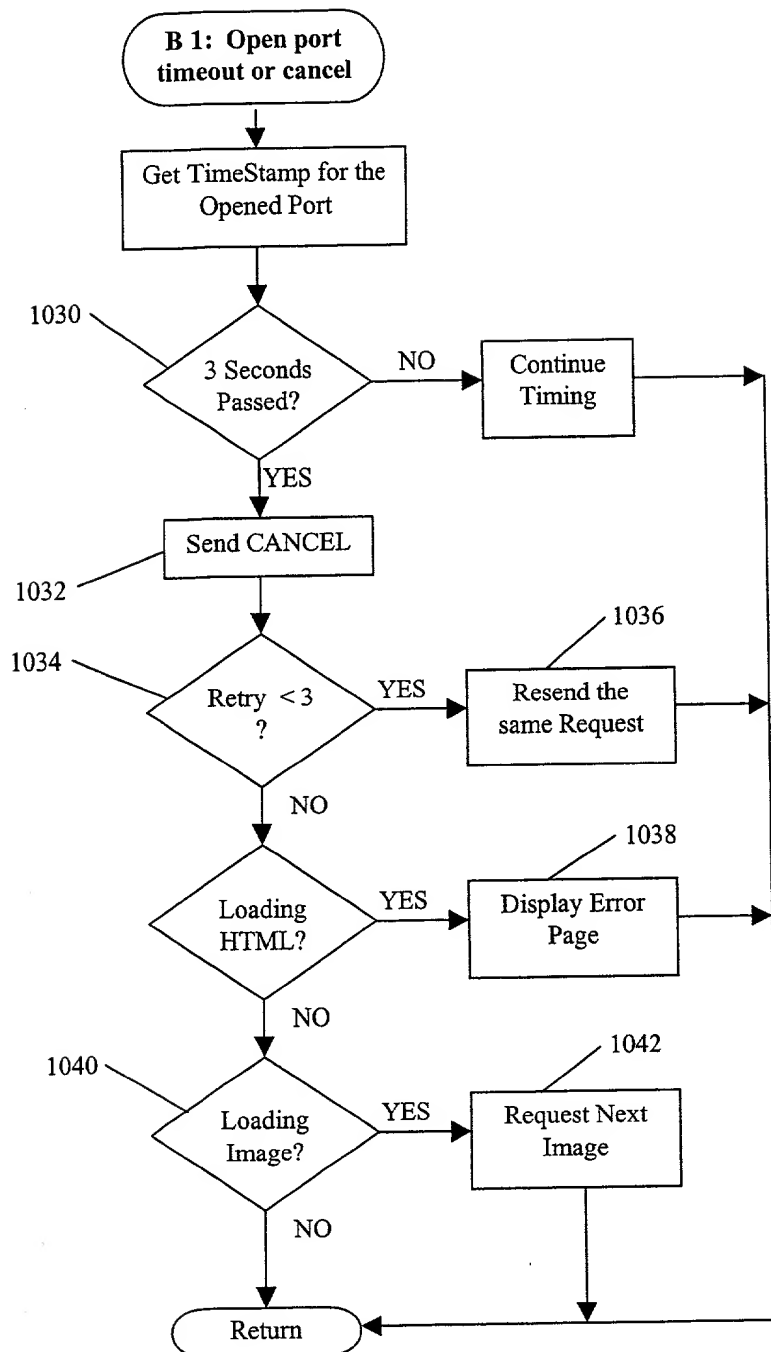 B 1: Open port
timeout or cancel
Get TimeStamp for the
Opened Port
1030
3 Seconds
Passed?
NO
Continue
Timing
YES
Send CANCEL
1032
1034
Retry < 3
?
YES
1036
Resend the
same Request
NO
Loading
HTML?
YES
1038
Display Error
Page
NO
1040
Loading
Image?
YES
1042
Request Next
Image
NO
Return